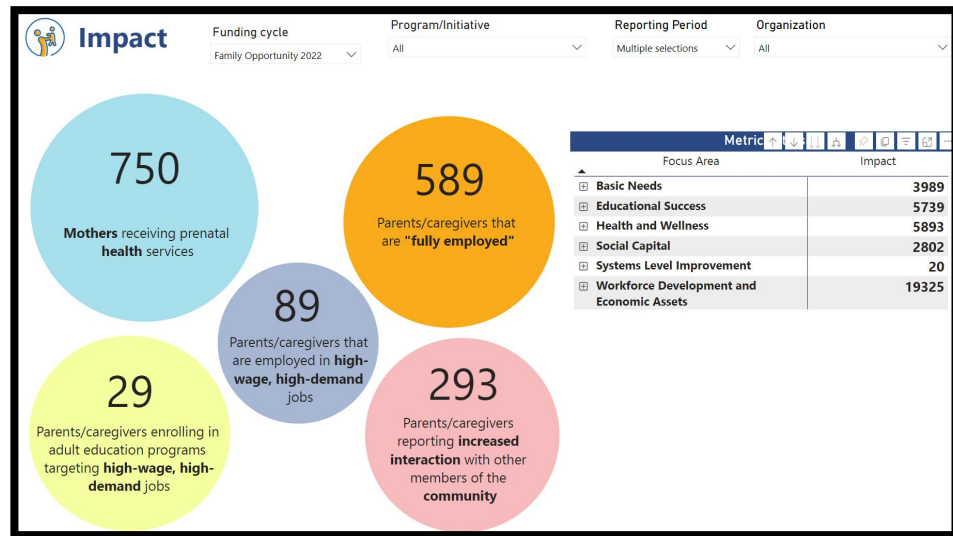 Impact
Funding cycle
Family Opportunity 2022
Program/Initiative
All
Reporting Period
Multiple selections
Organization
All
750
Mothers receiving prenatal
health services
589
Parents/caregivers that
are "fully employed"
89
Parents/caregivers that
are employed in high-
wage, high-demand
jobs
29
Parents/caregivers enrolling in
adult education programs
targeting high-wage, high-
demand jobs
293
Parents/caregivers
reporting increased
interaction with other
members of the
community
Metric
Focus Area Impact
Basic Needs 3989
Educational Success 5739
Health and Wellness 5893
Social Capital 2802
Systems Level Improvement 20
Workforce Development and 19325
Economic Assets